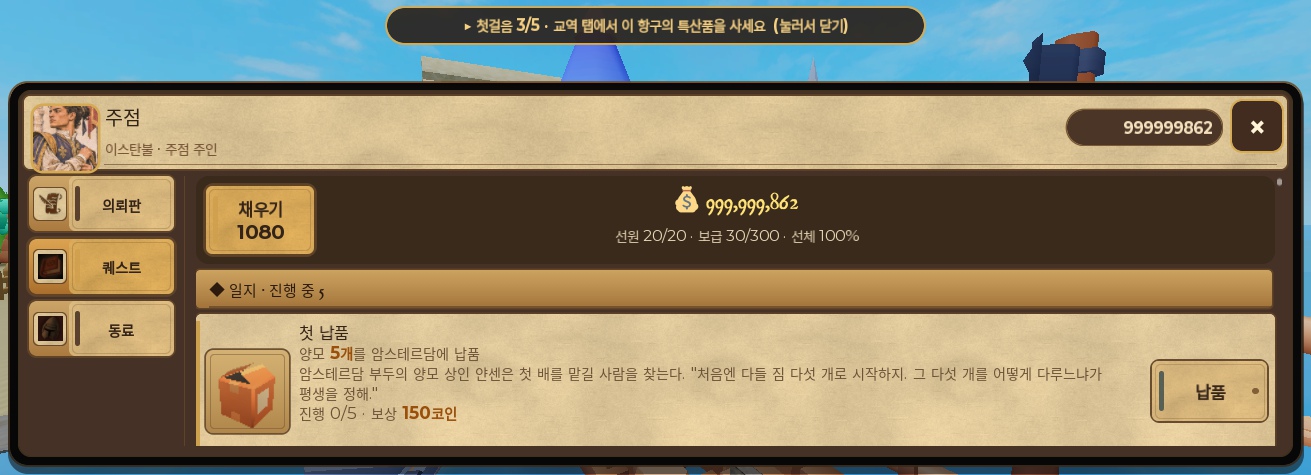 ▸ 첫걸음 3/5 · 교역 탭에서 이 항구의 특산품을 사세요 (눌러서 닫기)
주점
이스탄불 · 주점 주인
999999862
×
의뢰판
퀘스트
동료
채우기
1080
999,999,862
선원 20/20 · 보급 30/300 · 선체 100%
◆ 일지 · 진행 중 5
첫 납품
양모 5개를 암스테르담에 납품
암스테르담 부두의 양모 상인 얀센은 첫 배를 맡길 사람을 찾는다. "처음엔 다들 짐 다섯 개로 시작하지. 그 다섯 개를 어떻게 다루느냐가
평생을 정해."
진행 0/5 · 보상 150코인
납품